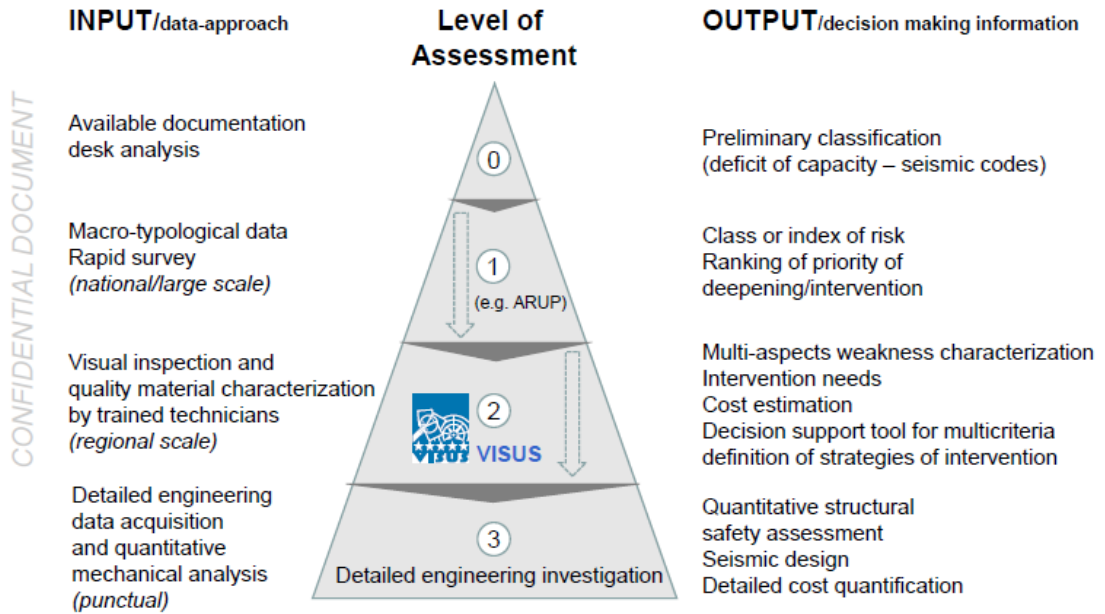 INPUT/data-approach
Level of
Assessment
OUTPUT/decision making information
CONFIDENTIAL DOCUMENT
Available documentation
desk analysis
0
Preliminary classification
(deficit of capacity – seismic codes)
Macro-typological data
Rapid survey
(national/large scale)
1
(e.g. ARUP)
Class or index of risk
Ranking of priority of
deepening/intervention
Visual inspection and
quality material characterization
by trained technicians
(regional scale)
VISUS
2
VISUS
Multi-aspects weakness characterization
Intervention needs
Cost estimation
Decision support tool for multicriteria
definition of strategies of intervention
Detailed engineering
data acquisition
and quantitative
mechanical analysis
(punctual)
3
Detailed engineering investigation
Quantitative structural
safety assessment
Seismic design
Detailed cost quantification